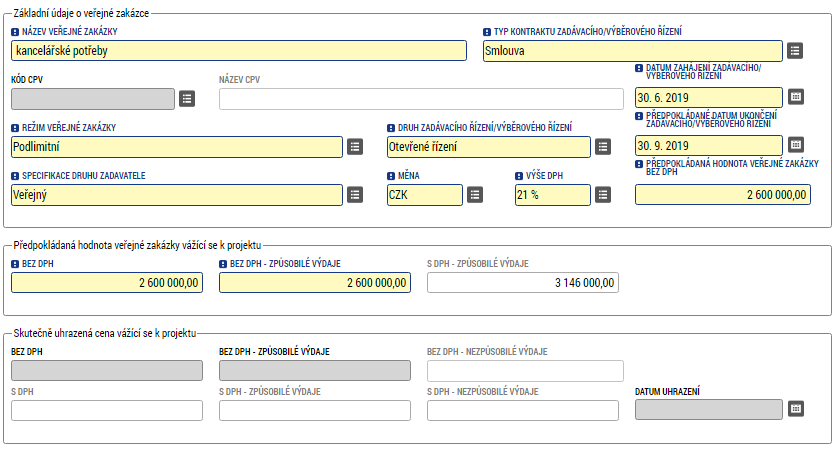 Základní údaje o veřejné zakázce
NÁZEV VEŘEJNÉ ZAKÁZKY
TYP KONTRAKTU ZADÁVACÍHO/VÝBĚROVÉHO ŘÍZENÍ
kancelářské potřeby
Smlouva
KÓD CPV
NÁZEV CPV
DATUM ZAHÁJENÍ ZADÁVACÍHO/
VÝBĚROVÉHO ŘÍZENÍ
30. 6. 2019
REŽIM VEŘEJNÉ ZAKÁZKY
DRUH ZADÁVACÍHO ŘÍZENÍ/VÝBĚROVÉHO ŘÍZENÍ
PŘEDPOKLÁDANÉ DATUM UKONČENÍ
ZADÁVACÍHO/VÝBĚROVÉHO ŘÍZENÍ
Podlimitní
Otevřené řízení
30. 9. 2019
SPECIFIKACE DRUHU ZADAVATELE
MĚNA
VÝŠE DPH
PŘEDPOKLÁDANÁ HODNOTA VEŘEJNÉ ZAKÁZKY
BEZ DPH
Veřejný
CZK
21 %
2 600 000,00
Předpokládaná hodnota veřejné zakázky vážící se k projektu
BEZ DPH
BEZ DPH - ZPŮSOBILÉ VÝDAJE
S DPH - ZPŮSOBILÉ VÝDAJE
2 600 000,00
2 600 000,00
3 146 000,00
Skutečně uhrazená cena vážící se k projektu
BEZ DPH
BEZ DPH - ZPŮSOBILÉ VÝDAJE
BEZ DPH - NEZPŮSOBILÉ VÝDAJE
S DPH
S DPH - ZPŮSOBILÉ VÝDAJE
S DPH - NEZPŮSOBILÉ VÝDAJE
DATUM UHRAZENÍ